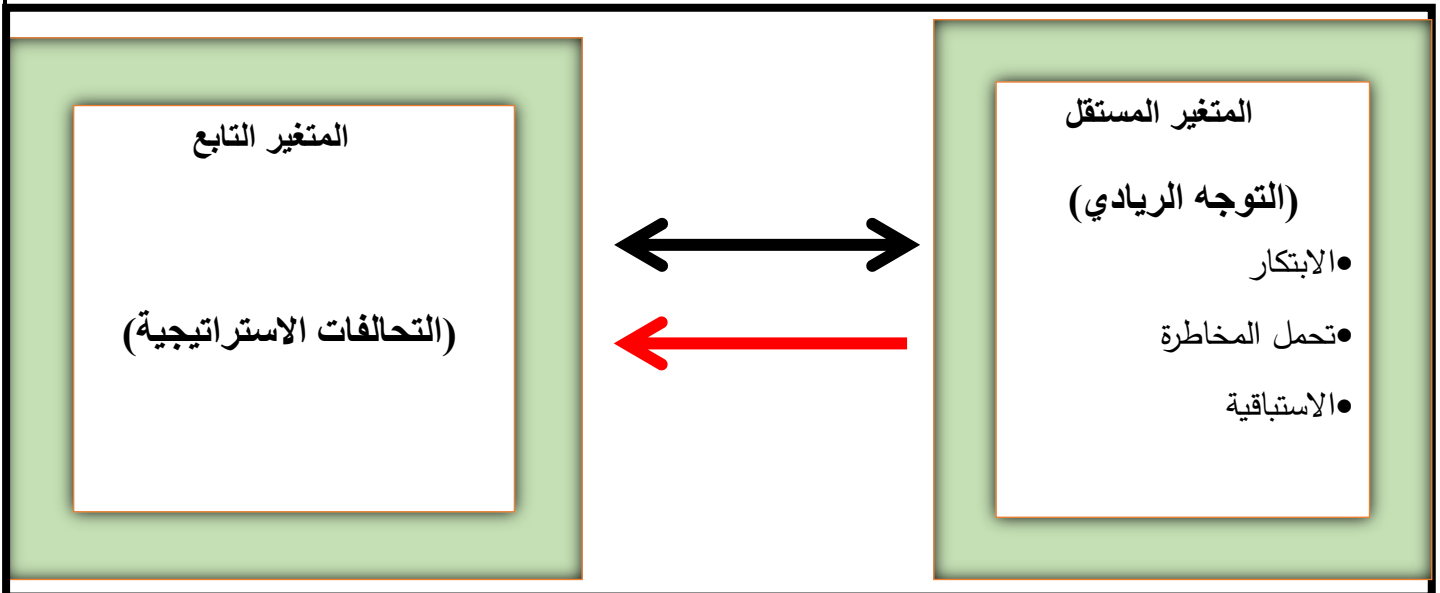 المتغير المستقل
(التوجه الريادي)
•الابتكار
•تحمل المخاطرة
•الاستباقية
المتغير التابع
(التحالفات الاستراتيجية)